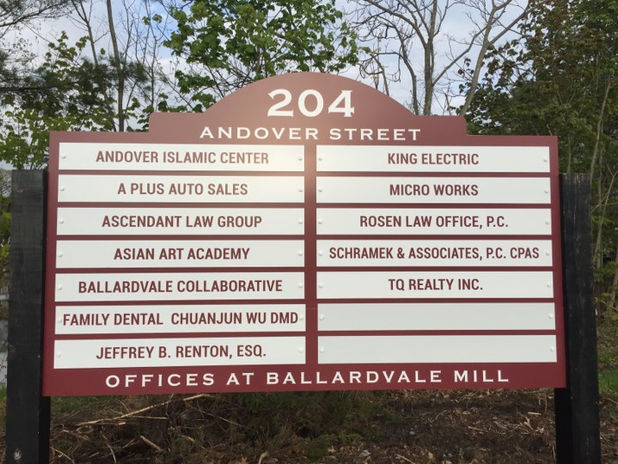 204
ANDOVER STREET
ANDOVER ISLAMIC CENTER
A PLUS AUTO SALES
ASCENDANT LAW GROUP
ASIAN ART ACADEMY
BALLARDVALE COLLABORATIVE
FAMILY DENTAL CHUANJUN WU DMD
JEFFREY B. RENTON, ESQ.
KING ELECTRIC
MICRO WORKS
ROSEN LAW OFFICE, P.C.
SCHRAMEK & ASSOCIATES, P.C. CPAS
TQ REALTY INC.
OFFICES AT BALLARDVALE MILL